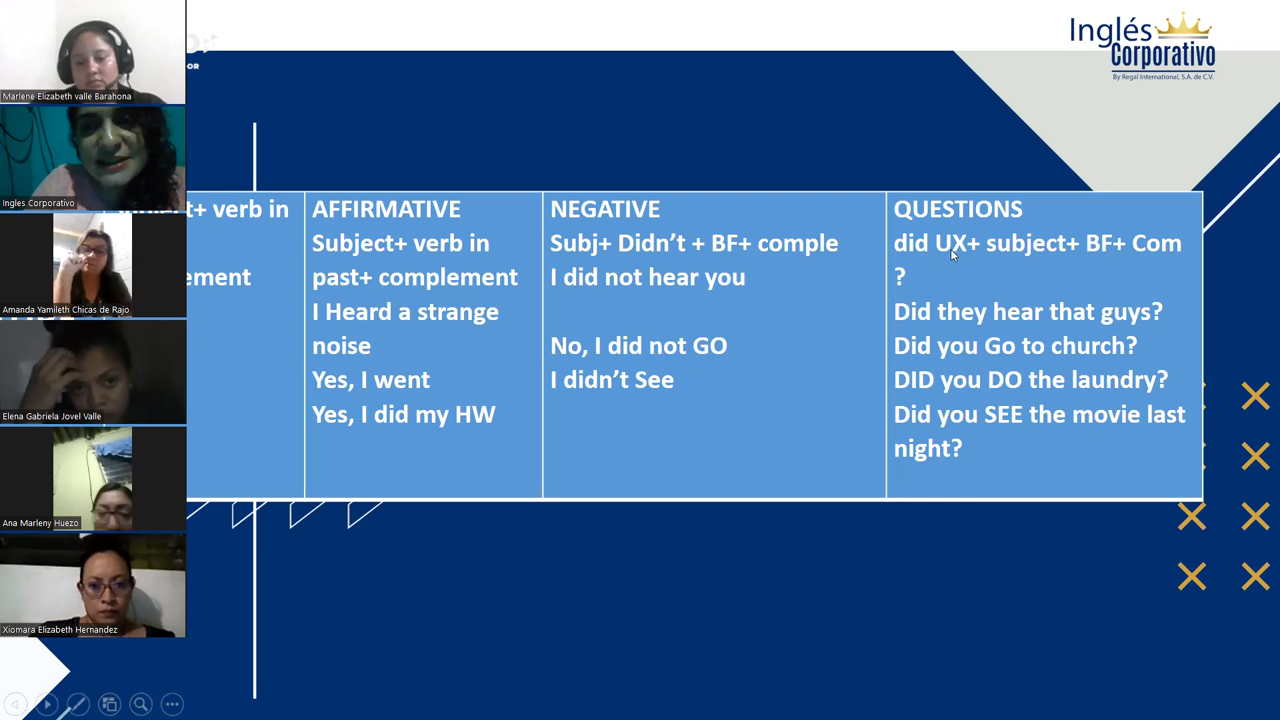 Marlene Elizabeth valle Barahona
Ingles Corporativo
Amanda Yamileth Chicas de Rajo
Elena Gabriela Jovel Valle
Ana Marleny Huezo
Xiomara Elizabeth Hernandez
OR
Inglés
Corporativo
By Regal International, S.A. de C.V.
+ verb in
AFFIRMATIVE
Subject+ verb in
past+ complement
I Heard a strange
noise
Yes, I went
Yes, I did my HW
NEGATIVE
Subj+ Didn’t + BF+ comple
I did not hear you
No, I did not GO
I didn’t See
QUESTIONS
did UX+ subject+ BF+ Com
?
Did they hear that guys?
Did you Go to church?
DID you DO the laundry?
Did you SEE the movie last
night?